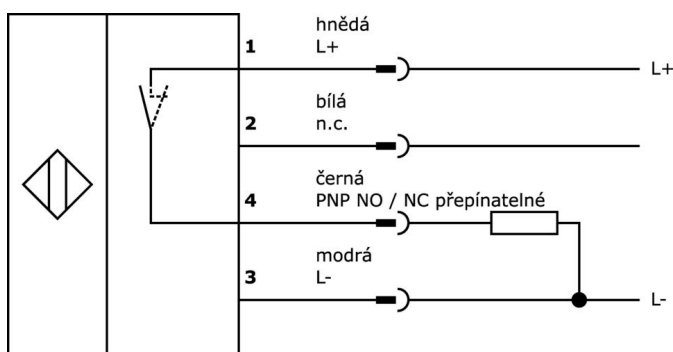 hnědá
1 L+ L+
bílá
2 n.c.
černá
4 PNP NO / NC přepínatelné
modrá
3 L- L-